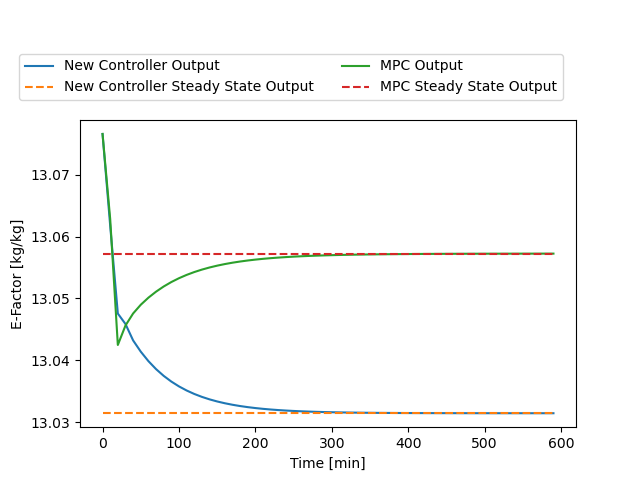 New Controller Output
New Controller Steady State Output
MPC Output
MPC Steady State Output
E-Factor [kg/kg]
13.07
13.06
13.05
13.04
13.03
0 100 200 300 400 500 600
Time [min]